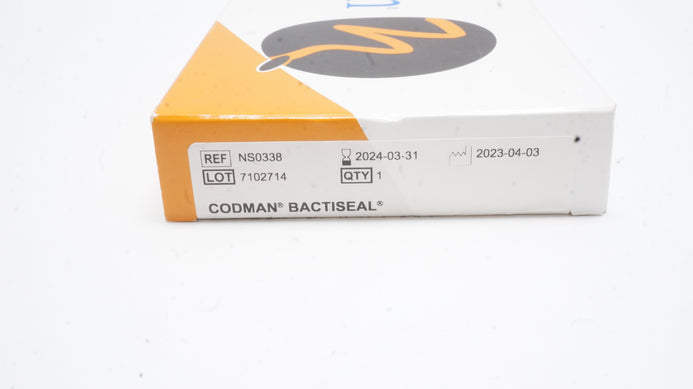 REF NS0338 2024-03-31 2023-04-03
LOT 7102714 QTY 1
CODMAN® BACTISEAL®